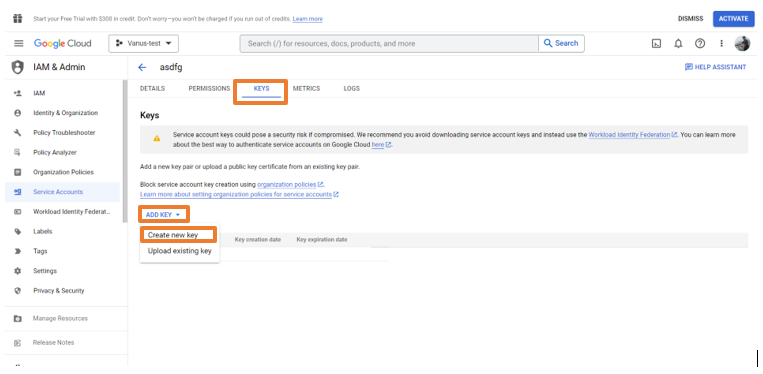 Start your Free Trial with $300 in credit. Don't worry—you won't be charged if you run out of credits. Learn more
DISMISS
ACTIVATE
Google Cloud
Vanus-test
Search (/) for resources, docs, products, and more
Search
IAM & Admin
asdfg
HELP ASSISTANT
DETAILS PERMISSIONS KEYS METRICS LOGS
IAM
Identity & Organization
Policy Troubleshooter
Policy Analyzer
Organization Policies
Service Accounts
Workload Identity Federat...
Labels
Tags
Settings
Privacy & Security
Manage Resources
Release Notes
Keys
Service account keys could pose a security risk if compromised. We recommend you avoid downloading service account keys and instead use the Workload Identity Federation. You can learn more
about the best way to authenticate service accounts on Google Cloud here.
Add a new key pair or upload a public key certificate from an existing key pair.
Block service account key creation using organization policies.
Learn more about setting organization policies for service accounts
ADD KEY
Create new key
Upload existing key
Key creation date Key expiration date